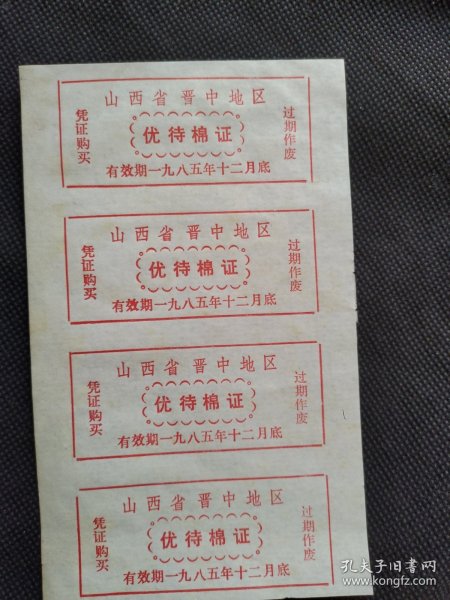 山西省晋中地区
凭证购买
优待棉证
过期作废
有效期一九八五年十二月底
山西省晋中地区
凭证购买
优待棉证
过期作废
有效期一九八五年十二月底
山西省晋中地区
凭证购买
优待棉证
过期作废
有效期一九八五年十二月底
山西省晋中地区
凭证购买
优待棉证
过期作废
有效期一九八五年十二月底
孔夫子旧书网
www.kongfz.com